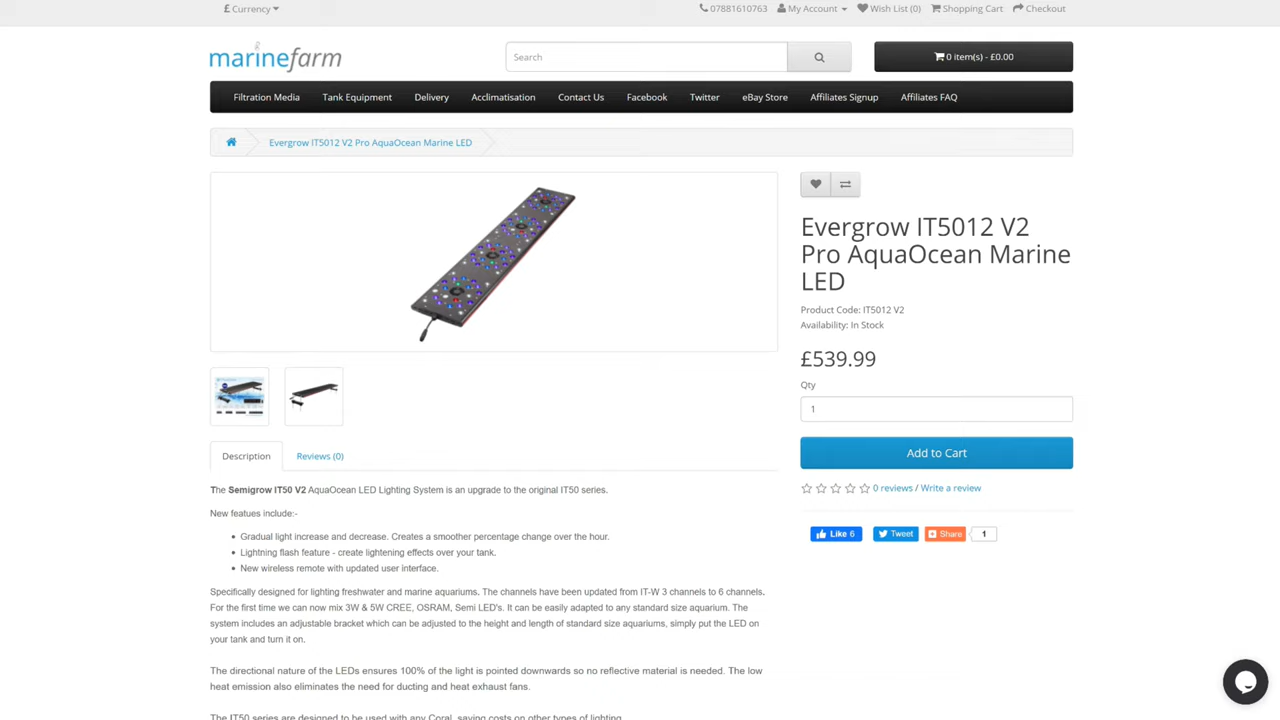 £ Currency
07881610763 My Account Wish List (0) Shopping Cart Checkout
marinefarm
Search
0 item(s) - £0.00
Filtration Media Tank Equipment Delivery Acclimatisation Contact Us Facebook Twitter eBay Store Affiliates Signup Affiliates FAQ
Evergrow IT5012 V2 Pro AquaOcean Marine LED
Evergrow IT5012 V2
Pro AquaOcean Marine
LED
Product Code: IT5012 V2
Availability: In Stock
£539.99
Qty
1
Add to Cart
0 reviews / Write a review
Like 6 Tweet Share 1
Description Reviews (0)
The Semigrow IT50 V2 AquaOcean LED Lighting System is an upgrade to the original IT50 series.
New featues include:-
Gradual light increase and decrease. Creates a smoother percentage change over the hour.
Lightning flash feature - create lightening effects over your tank.
New wireless remote with updated user interface.
Specifically designed for lighting freshwater and marine aquariums. The channels have been updated from IT-W 3 channels to 6 channels.
For the first time we can now mix 3W & 5W CREE, OSRAM, Semi LED's. It can be easily adapted to any standard size aquarium. The
system includes an adjustable bracket which can be adjusted to the height and length of standard size aquariums, simply put the LED on
your tank and turn it on.
The directional nature of the LEDs ensures 100% of the light is pointed downwards so no reflective material is needed. The low
heat emission also eliminates the need for ducting and heat exhaust fans.
The IT50 series are designed to be used with any Coral, saving costs on other types of lighting.